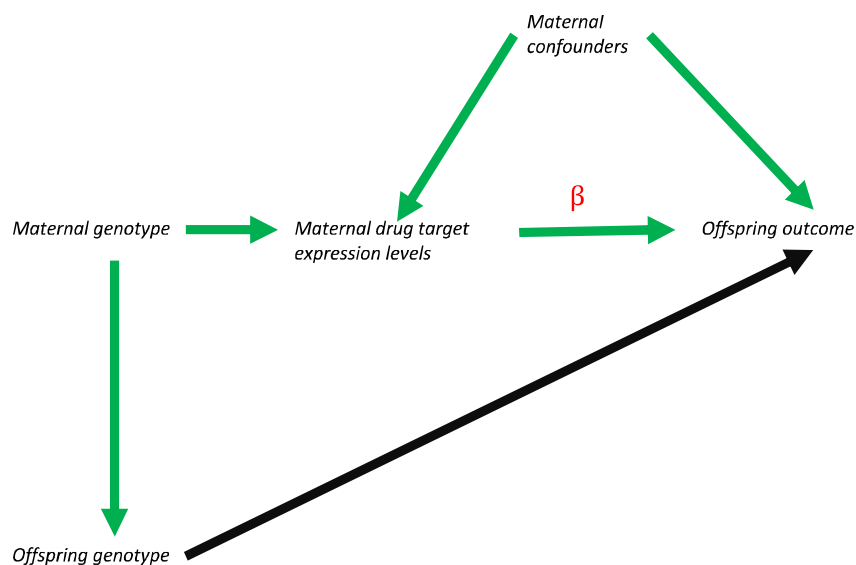 Maternal
confounders
β
Maternal genotype
Maternal drug target
expression levels
Offspring outcome
Offspring genotype